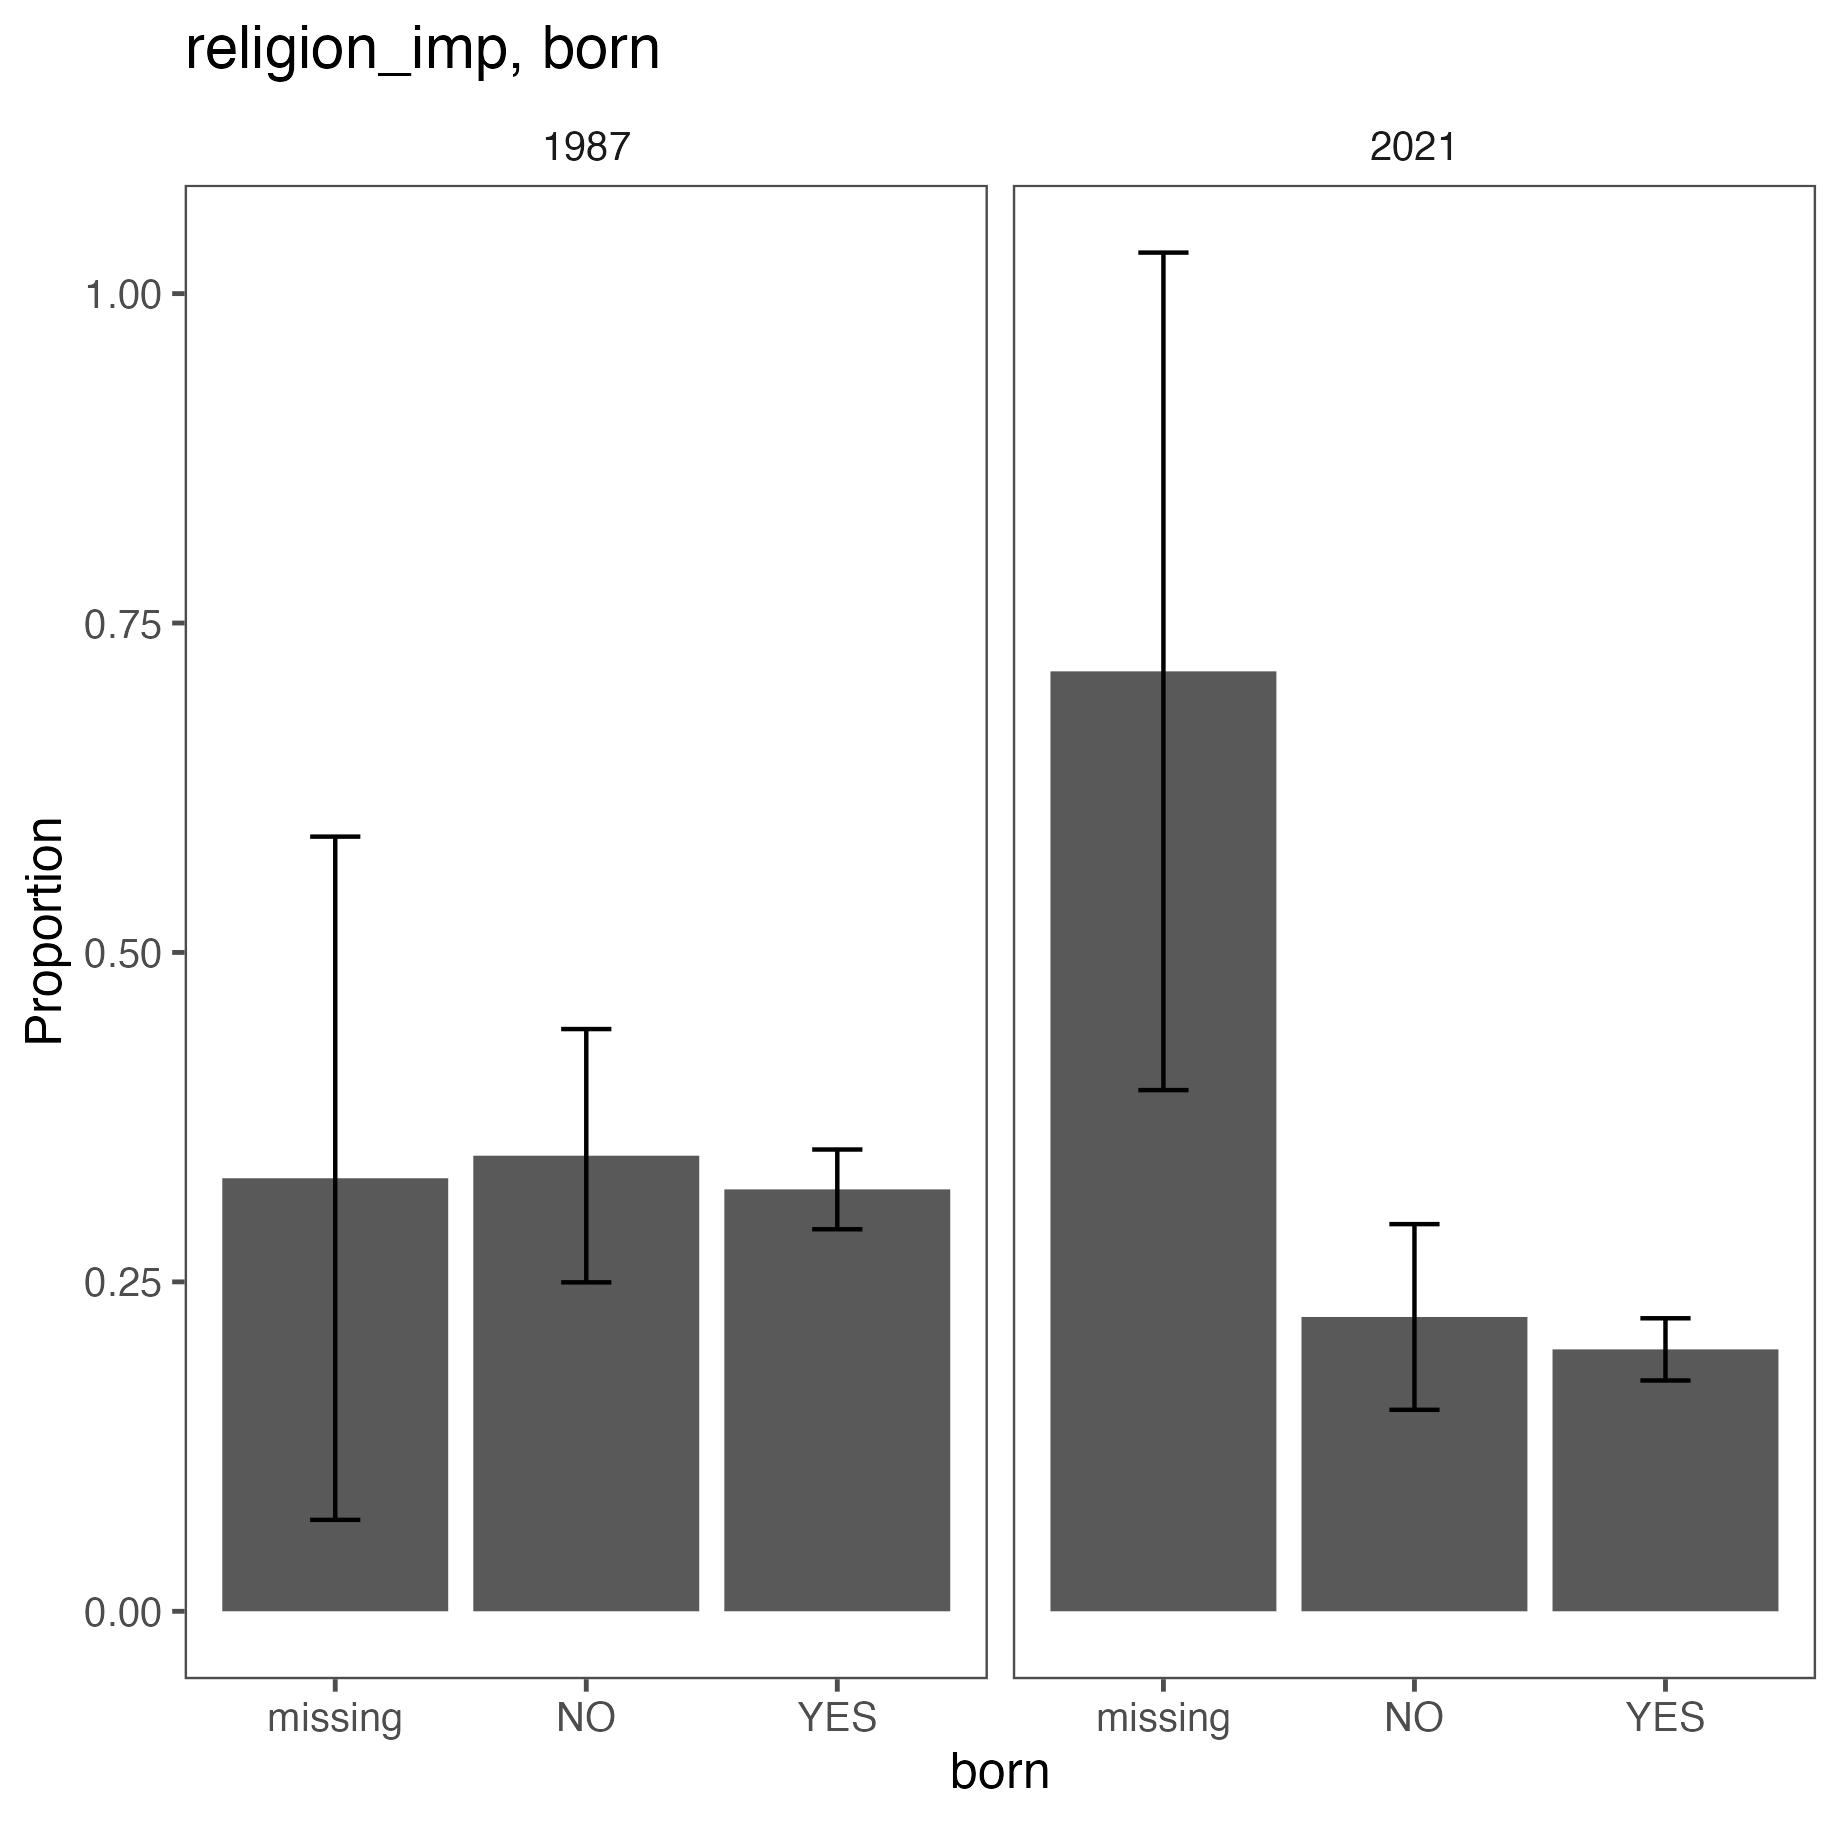 religion_imp, born
1987 2021
1.00
0.75
0.50
0.25
0.00
Proportion
missing NO YES missing NO YES
born